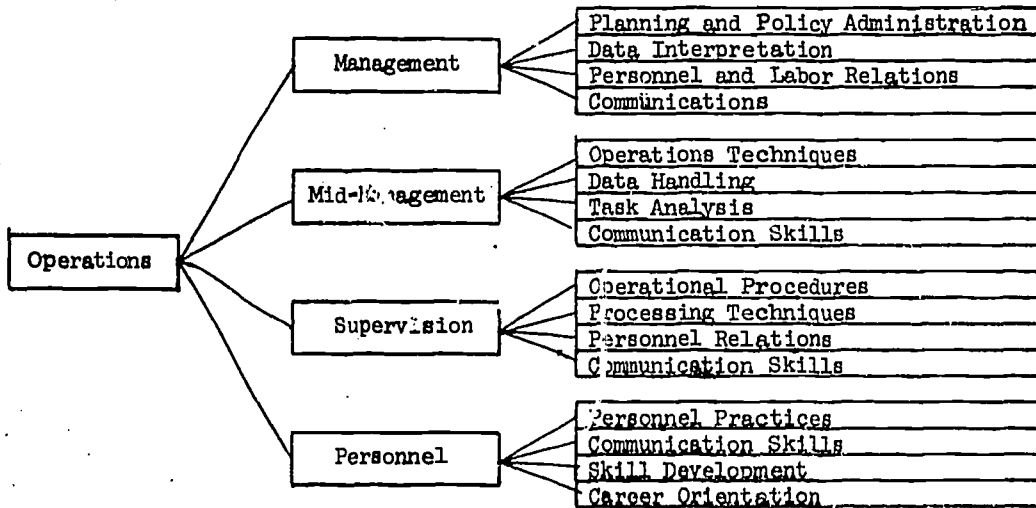 Planning and Policy Administration
Data Interpretation
Management
Personnel and Labor Relations
Communications
Operations Techniques
Data Handling
Mid-Management
Task Analysis
Communication Skills
Operations
Operational Procedures
Processing Techniques
Supervision
Personnel Relations
Communication Skills
Personnel Practices
Communication Skills
Personnel
Skill Development
Career Orientation